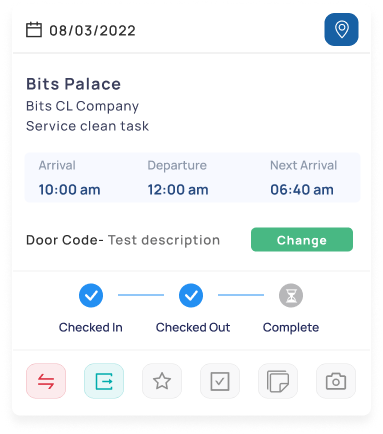 08/03/2022
Bits Palace
Bits CL Company
Service clean task
Arrival Departure Next Arrival
10:00 am 12:00 am 06:40 am
Door Code- Test description Change
Checked In Checked Out Complete